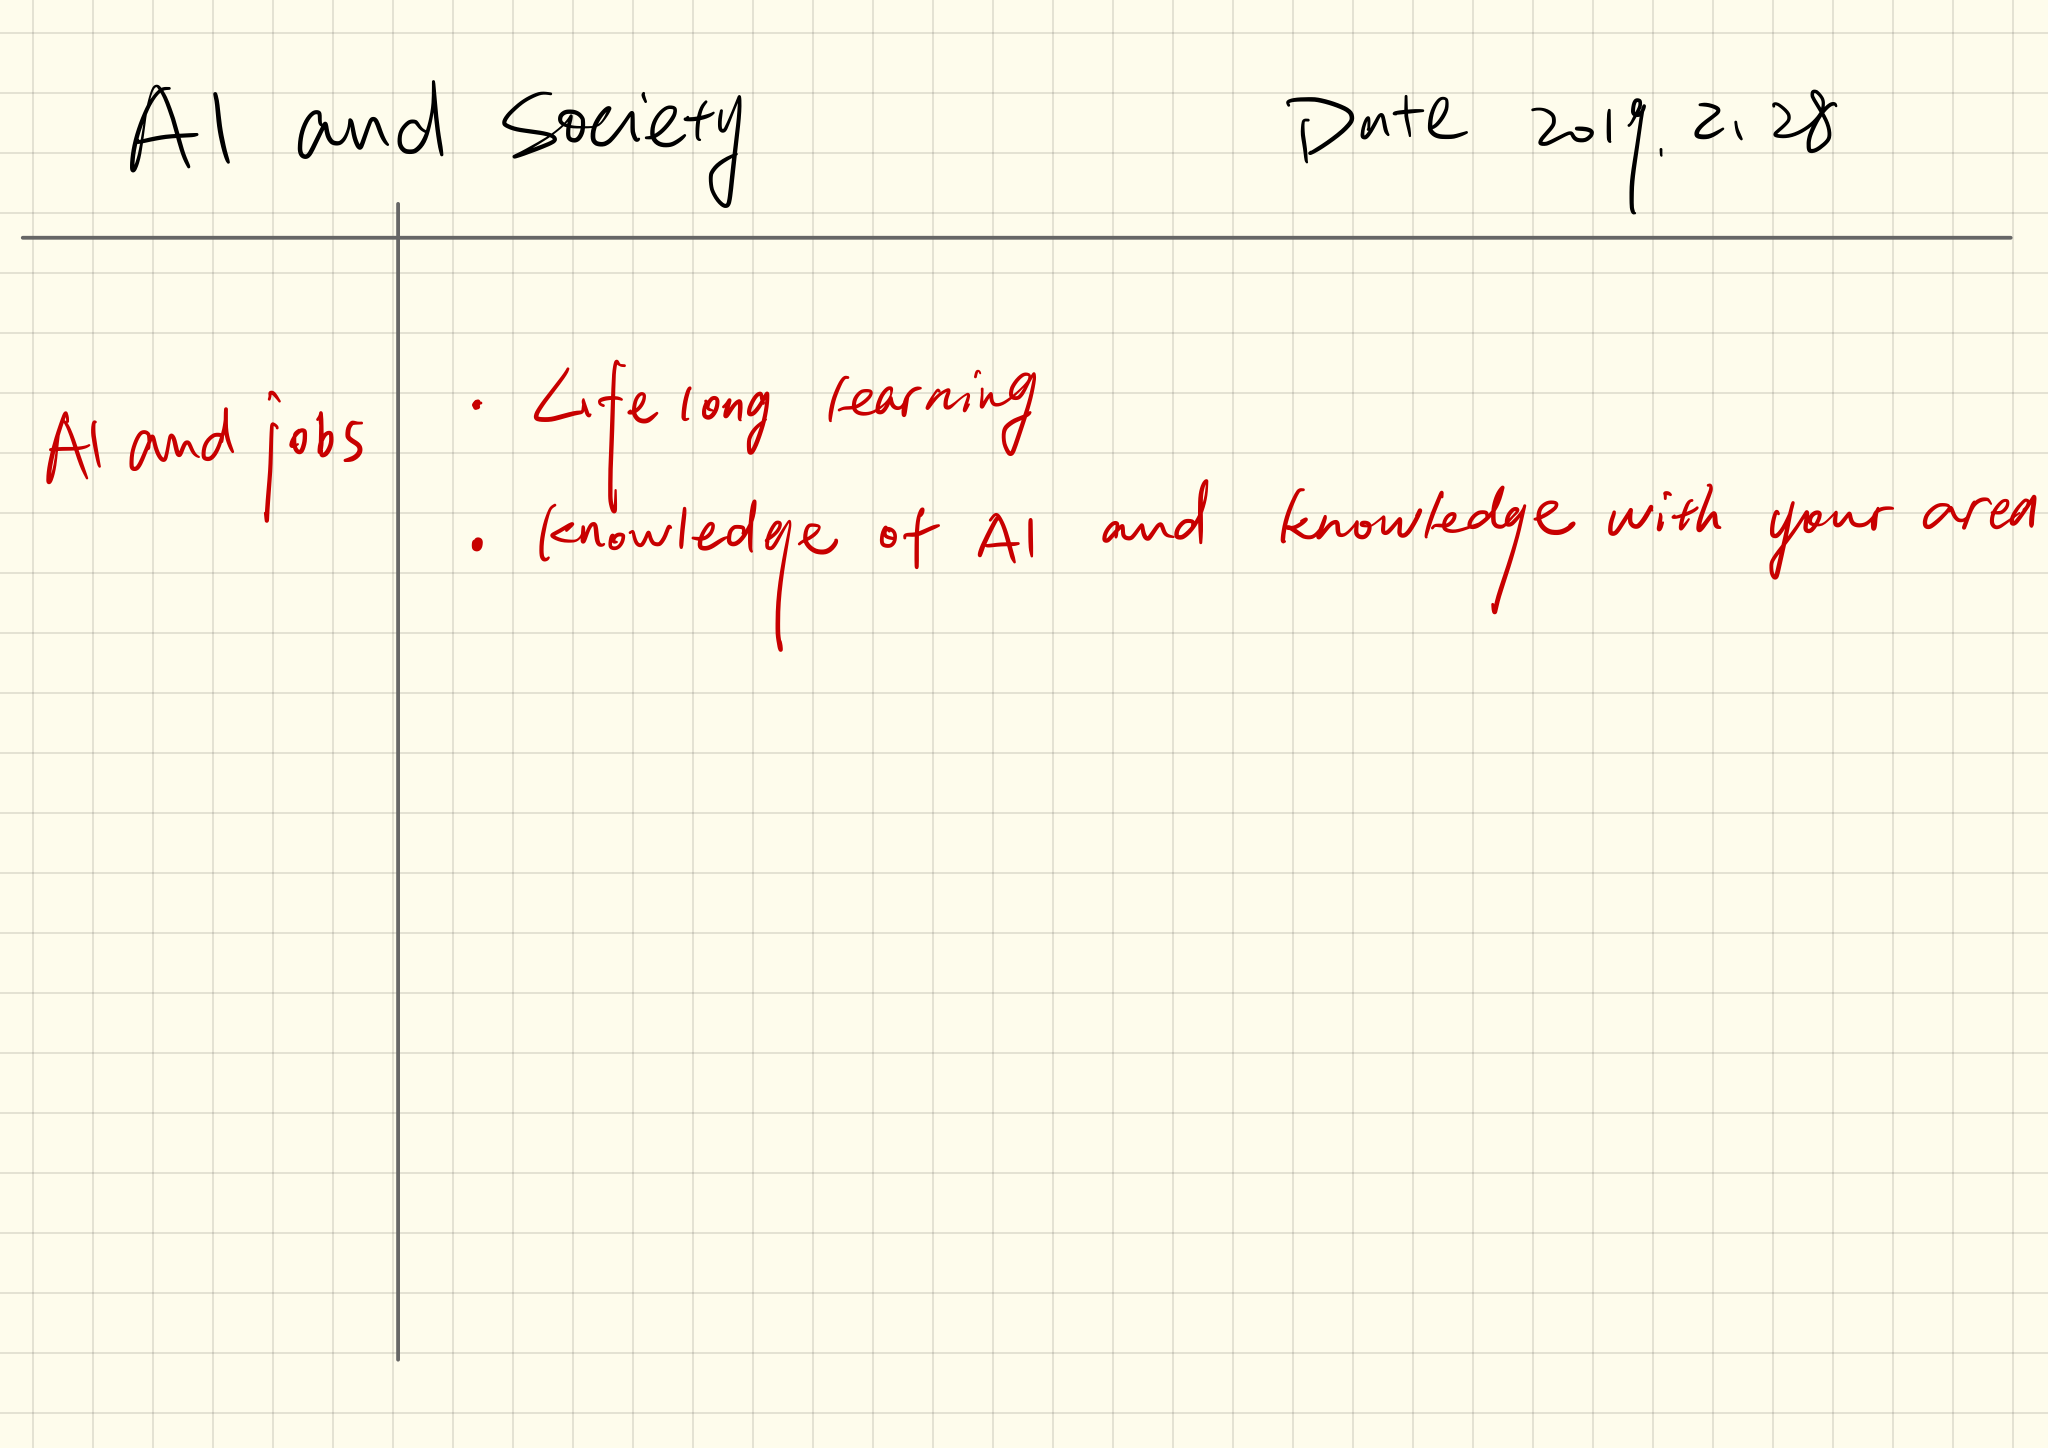 AI and Society
Date 2019. 2. 28
AI and jobs
• Life long learning
• knowledge of AI and knowledge with your area